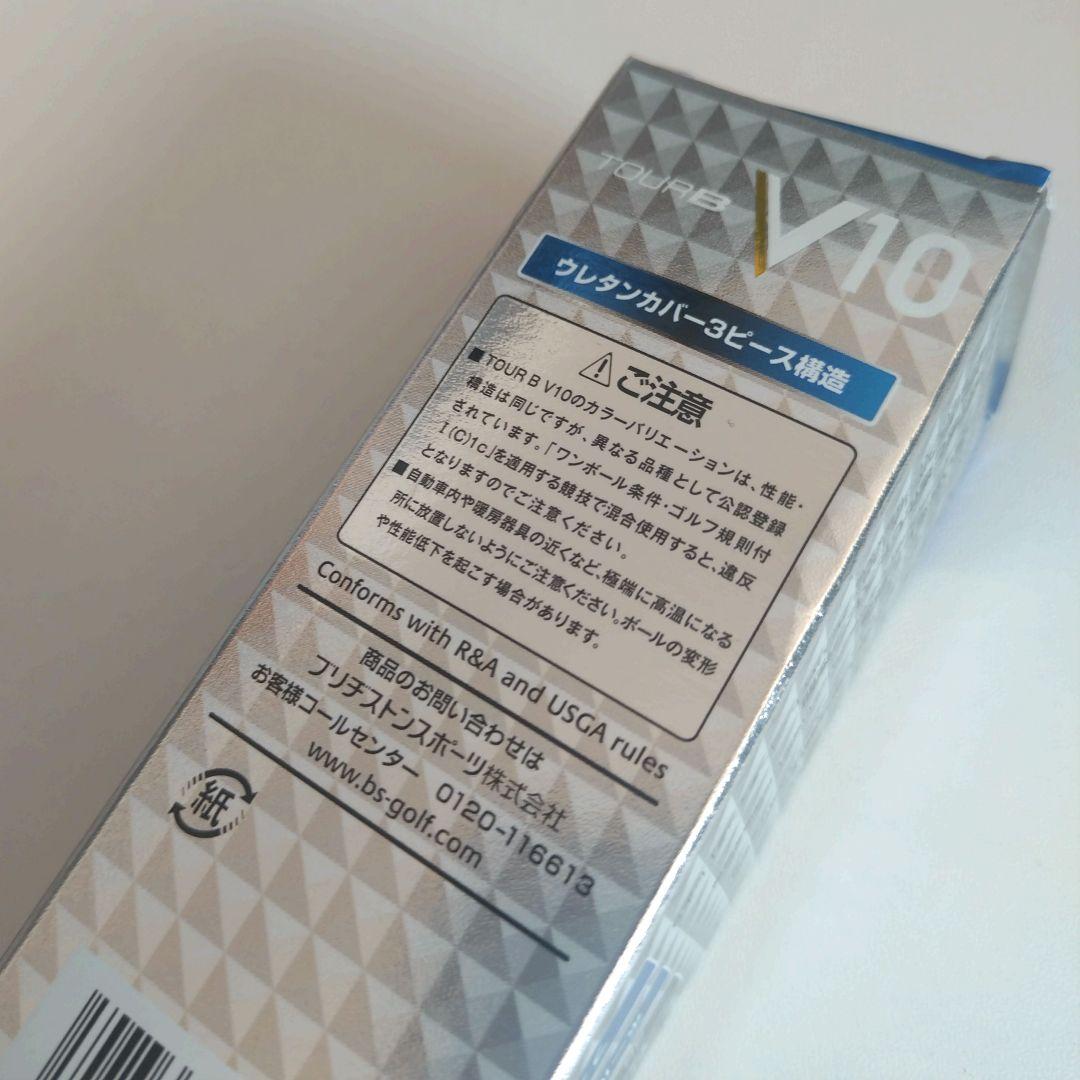 TOUR B V10
ウレタンカバー3ピース構造
ご注意
■TOUR B V10のカラーバリエーションは、性能・
構造は同じですが、異なる品種として公認登録
されています。「ワンボール条件・ゴルフ規則付
Ⅰ(C)1c」を適用する競技で混合使用すると、違反
となりますのでご注意ください。
■自動車内や暖房器具の近くなど、極端に高温になる
所に放置しないようにご注意ください。ボールの変形
や性能低下を起こす場合があります。
Conforms with R&A and USGA rules
商品のお問い合わせは
ブリヂストンスポーツ株式会社
お客様コールセンター 0120-116613
www.bs-golf.com
紙